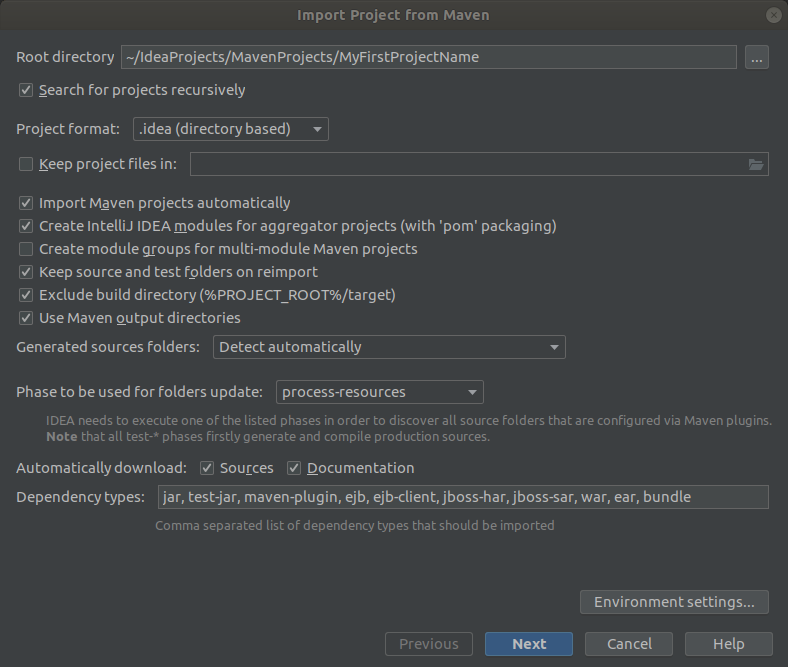 Import Project from Maven
Root directory ~/IdeaProjects/MavenProjects/MyFirstProjectName ...
Search for projects recursively
Project format: .idea (directory based)
Keep project files in:
Import Maven projects automatically
Create IntelliJ IDEA modules for aggregator projects (with 'pom' packaging)
Create module groups for multi-module Maven projects
Keep source and test folders on reimport
Exclude build directory (%PROJECT_ROOT%/target)
Use Maven output directories
Generated sources folders: Detect automatically
Phase to be used for folders update: process-resources
IDEA needs to execute one of the listed phases in order to discover all source folders that are configured via Maven plugins.
Note that all test-* phases firstly generate and compile production sources.
Automatically download: Sources Documentation
Dependency types: jar, test-jar, maven-plugin, ejb, ejb-client, jboss-har, jboss-sar, war, ear, bundle
Comma separated list of dependency types that should be imported
Environment settings...
Previous Next Cancel Help